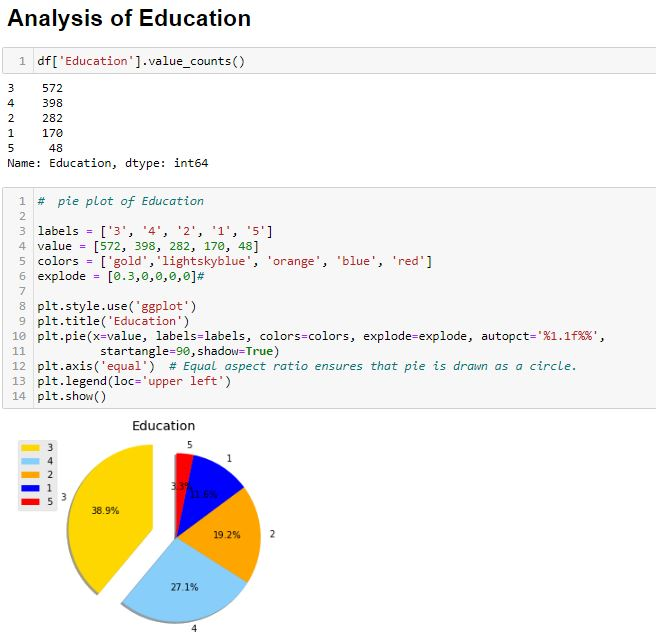 Analysis of Education
1 df['Education'].value_counts()
3 572
4 398
2 282
1 170
5 48
Name: Education, dtype: int64
1 # pie plot of Education
2
3 labels = ['3', '4', '2', '1', '5']
4 value = [572, 398, 282, 170, 48]
5 colors = ['gold','lightskyblue', 'orange', 'blue', 'red']
6 explode = [0.3,0,0,0,0]#
7
8 plt.style.use('ggplot')
9 plt.title('Education')
10 plt.pie(x=value, labels=labels, colors=colors, explode=explode, autopct='%1.1f%%',
11 startangle=90,shadow=True)
12 plt.axis('equal') # Equal aspect ratio ensures that pie is drawn as a circle.
13 plt.legend(loc='upper left')
14 plt.show()
Education
3
4
2
1
5
5
1
3
3.3%
11.6%
38.9%
19.2%
2
27.1%
4